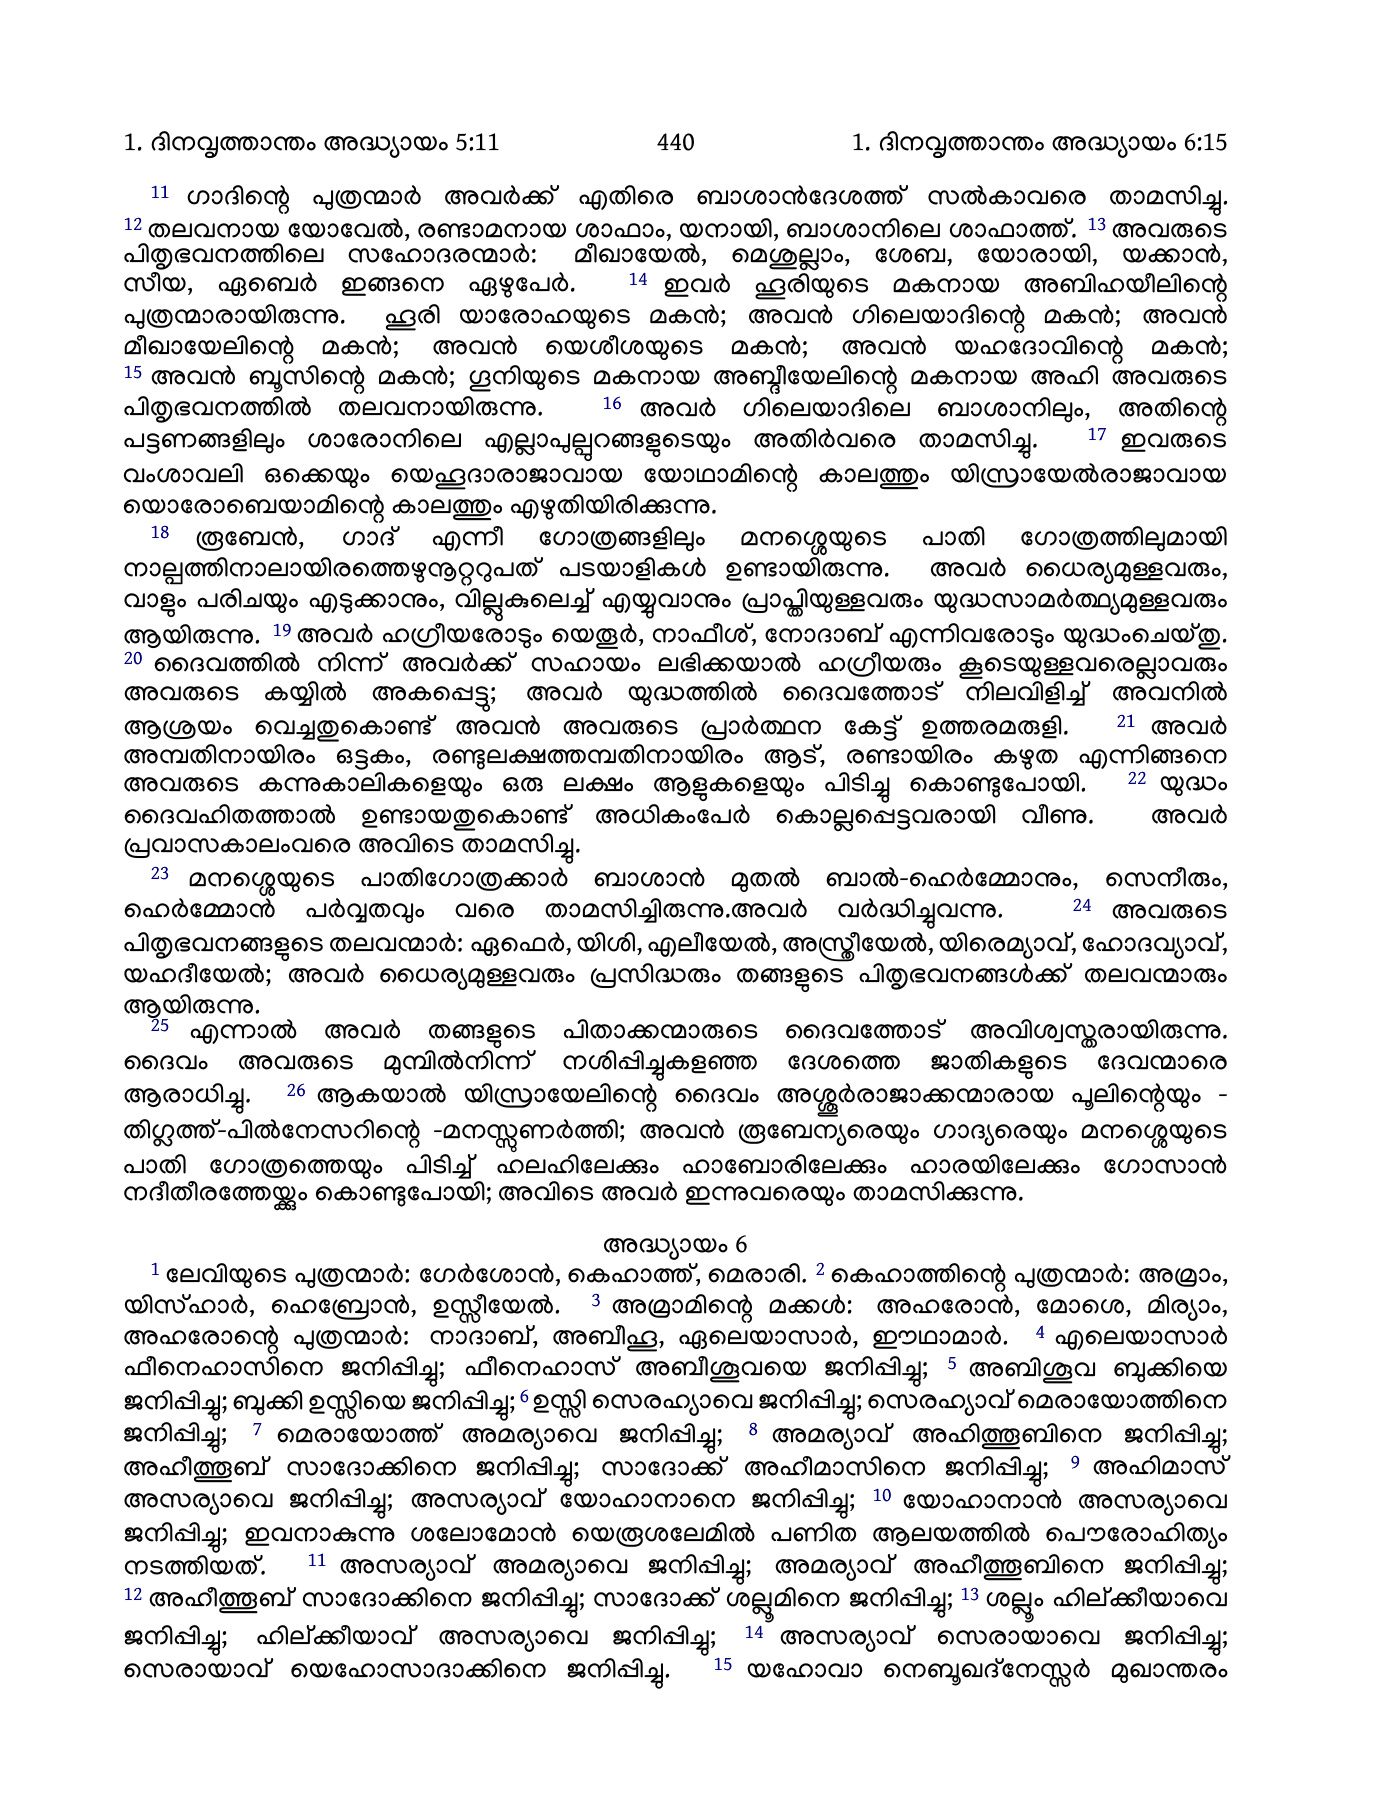 1. ദിനവൃത്താന്തം അദ്ധ്യായം 5:11 440 1. ദിനവൃത്താന്തം അദ്ധ്യായം 6:15
11 ഗാദിന്റെ പുത്രന്മാർ അവർക്ക് എതിരെ ബാശാൻദേശത്ത് സൽകാവരെ താമസിച്ചു.
12 തലവനായ യോവേൽ, രണ്ടാമനായ ശാഫാം, യനായി, ബാശാനിലെ ശാഫാത്ത്. 13 അവരുടെ
പിതൃഭവനത്തിലെ സഹോദരന്മാർ: മീഖായേൽ, മെശുല്ലാം, ശേബ, യോരായി, യക്കാൻ,
സീയ, ഏബെർ ഇങ്ങനെ ഏഴുപേർ. 14 ഇവർ ഹൂരിയുടെ മകനായ അബിഹയീലിന്റെ
പുത്രന്മാരായിരുന്നു. ഹൂരി യാരോഹയുടെ മകൻ; അവൻ ഗിലെയാദിന്റെ മകൻ; അവൻ
മീഖായേലിന്റെ മകൻ; അവൻ യെശീശയുടെ മകൻ; അവൻ യഹദോവിന്റെ മകൻ;
15 അവൻ ബൂസിന്റെ മകൻ; ഗൂനിയുടെ മകനായ അബ്ദീയേലിന്റെ മകനായ അഹി അവരുടെ
പിതൃഭവനത്തിൽ തലവനായിരുന്നു. 16 അവർ ഗിലെയാദിലെ ബാശാനിലും, അതിന്റെ
പട്ടണങ്ങളിലും ശാരോനിലെ എല്ലാപുല്പുറങ്ങളുടെയും അതിർവരെ താമസിച്ചു. 17 ഇവരുടെ
വംശാവലി ഒക്കെയും യെഹൂദാരാജാവായ യോഥാമിന്റെ കാലത്തും യിസ്രായേൽരാജാവായ
യൊരോബെയാമിന്റെ കാലത്തും എഴുതിയിരിക്കുന്നു.
18 രൂബേൻ, ഗാദ് എന്നീ ഗോത്രങ്ങളിലും മനശ്ശെയുടെ പാതി ഗോത്രത്തിലുമായി
നാല്പത്തിനാലായിരത്തെഴുനൂറ്ററുപത് പടയാളികൾ ഉണ്ടായിരുന്നു. അവർ ധൈര്യമുള്ളവരും,
വാളും പരിചയും എടുക്കാനും, വില്ലുകുലെച്ച് എയ്യുവാനും പ്രാപ്തിയുള്ളവരും യുദ്ധസാമർത്ഥ്യമുള്ളവരും
ആയിരുന്നു. 19 അവർ ഹഗ്രീയരോടും യെതൂർ, നാഫീശ്, നോദാബ് എന്നിവരോടും യുദ്ധംചെയ്തു.
20 ദൈവത്തിൽ നിന്ന് അവർക്ക് സഹായം ലഭിക്കയാൽ ഹഗ്രീയരും കൂടെയുള്ളവരെല്ലാവരും
അവരുടെ കയ്യിൽ അകപ്പെട്ടു; അവർ യുദ്ധത്തിൽ ദൈവത്തോട് നിലവിളിച്ച് അവനിൽ
ആശ്രയം വെച്ചതുകൊണ്ട് അവൻ അവരുടെ പ്രാർത്ഥന കേട്ട് ഉത്തരമരുളി. 21 അവർ
അമ്പതിനായിരം ഒട്ടകം, രണ്ടുലക്ഷത്തമ്പതിനായിരം ആട്, രണ്ടായിരം കഴുത എന്നിങ്ങനെ
അവരുടെ കന്നുകാലികളെയും ഒരു ലക്ഷം ആളുകളെയും പിടിച്ചു കൊണ്ടുപോയി. 22 യുദ്ധം
ദൈവഹിതത്താൽ ഉണ്ടായതുകൊണ്ട് അധികംപേർ കൊല്ലപ്പെട്ടവരായി വീണു. അവർ
പ്രവാസകാലംവരെ അവിടെ താമസിച്ചു.
23 മനശ്ശെയുടെ പാതിഗോത്രക്കാർ ബാശാൻ മുതൽ ബാൽ-ഹെർമ്മോനും, സെനീരും,
ഹെർമ്മോൻ പർവ്വതവും വരെ താമസിച്ചിരുന്നു.അവർ വർദ്ധിച്ചുവന്നു. 24 അവരുടെ
പിതൃഭവനങ്ങളുടെ തലവന്മാർ: ഏഫെർ, യിശി, എലീയേൽ, അസ്ത്രീയേൽ, യിരെമ്യാവ്, ഹോദവ്യാവ്,
യഹദീയേൽ; അവർ ധൈര്യമുള്ളവരും പ്രസിദ്ധരും തങ്ങളുടെ പിതൃഭവനങ്ങൾക്ക് തലവന്മാരും
ആയിരുന്നു.
25 എന്നാൽ അവർ തങ്ങളുടെ പിതാക്കന്മാരുടെ ദൈവത്തോട് അവിശ്വസ്തരായിരുന്നു.
ദൈവം അവരുടെ മുമ്പിൽനിന്ന് നശിപ്പിച്ചുകളഞ്ഞ ദേശത്തെ ജാതികളുടെ ദേവന്മാരെ
ആരാധിച്ചു. 26 ആകയാൽ യിസ്രായേലിന്റെ ദൈവം അശ്ശൂർരാജാക്കന്മാരായ പൂലിന്റെയും -
തിഗ്ലത്ത്-പിൽനേസറിന്റെ -മനസ്സുണർത്തി; അവൻ രൂബേന്യരെയും ഗാദ്യരെയും മനശ്ശെയുടെ
പാതി ഗോത്രത്തെയും പിടിച്ച് ഹലഹിലേക്കും ഹാബോരിലേക്കും ഹാരയിലേക്കും ഗോസാൻ
നദീതീരത്തേയ്ക്കും കൊണ്ടുപോയി; അവിടെ അവർ ഇന്നുവരെയും താമസിക്കുന്നു.
അദ്ധ്യായം 6
1 ലേവിയുടെ പുത്രന്മാർ: ഗേർശോൻ, കെഹാത്ത്, മെരാരി. 2 കെഹാത്തിന്റെ പുത്രന്മാർ: അമ്രാം,
യിസ്ഹാർ, ഹെബ്രോൻ, ഉസ്സീയേൽ. 3 അമ്രാമിന്റെ മക്കൾ: അഹരോൻ, മോശെ, മിര്യാം,
അഹരോന്റെ പുത്രന്മാർ: നാദാബ്, അബീഹൂ, ഏലെയാസാർ, ഈഥാമാർ. 4 എലെയാസാർ
ഫീനെഹാസിനെ ജനിപ്പിച്ചു; ഫീനെഹാസ് അബീശൂവയെ ജനിപ്പിച്ചു; 5 അബിശൂവ ബുക്കിയെ
ജനിപ്പിച്ചു; ബുക്കി ഉസ്സിയെ ജനിപ്പിച്ചു; 6 ഉസ്സി സെരഹ്യാവെ ജനിപ്പിച്ചു; സെരഹ്യാവ് മെരായോത്തിനെ
ജനിപ്പിച്ചു; 7 മെരായോത്ത് അമര്യാവെ ജനിപ്പിച്ചു; 8 അമര്യാവ് അഹിത്തൂബിനെ ജനിപ്പിച്ചു;
അഹീത്തൂബ് സാദോക്കിനെ ജനിപ്പിച്ചു; സാദോക്ക് അഹീമാസിനെ ജനിപ്പിച്ചു; 9 അഹിമാസ്
അസര്യാവെ ജനിപ്പിച്ചു; അസര്യാവ് യോഹാനാനെ ജനിപ്പിച്ചു; 10 യോഹാനാൻ അസര്യാവെ
ജനിപ്പിച്ചു; ഇവനാകുന്നു ശലോമോൻ യെരൂശലേമിൽ പണിത ആലയത്തിൽ പൌരോഹിത്യം
നടത്തിയത്. 11 അസര്യാവ് അമര്യാവെ ജനിപ്പിച്ചു; അമര്യാവ് അഹീത്തൂബിനെ ജനിപ്പിച്ചു;
12 അഹീത്തൂബ് സാദോക്കിനെ ജനിപ്പിച്ചു; സാദോക്ക് ശല്ലൂമിനെ ജനിപ്പിച്ചു; 13 ശല്ലൂം ഹില്ക്കീയാവെ
ജനിപ്പിച്ചു; ഹില്ക്കീയാവ് അസര്യാവെ ജനിപ്പിച്ചു; 14 അസര്യാവ് സെരായാവെ ജനിപ്പിച്ചു;
സെരായാവ് യെഹോസാദാക്കിനെ ജനിപ്പിച്ചു. 15 യഹോവാ നെബൂഖദ്നേസ്സർ മുഖാന്തരം